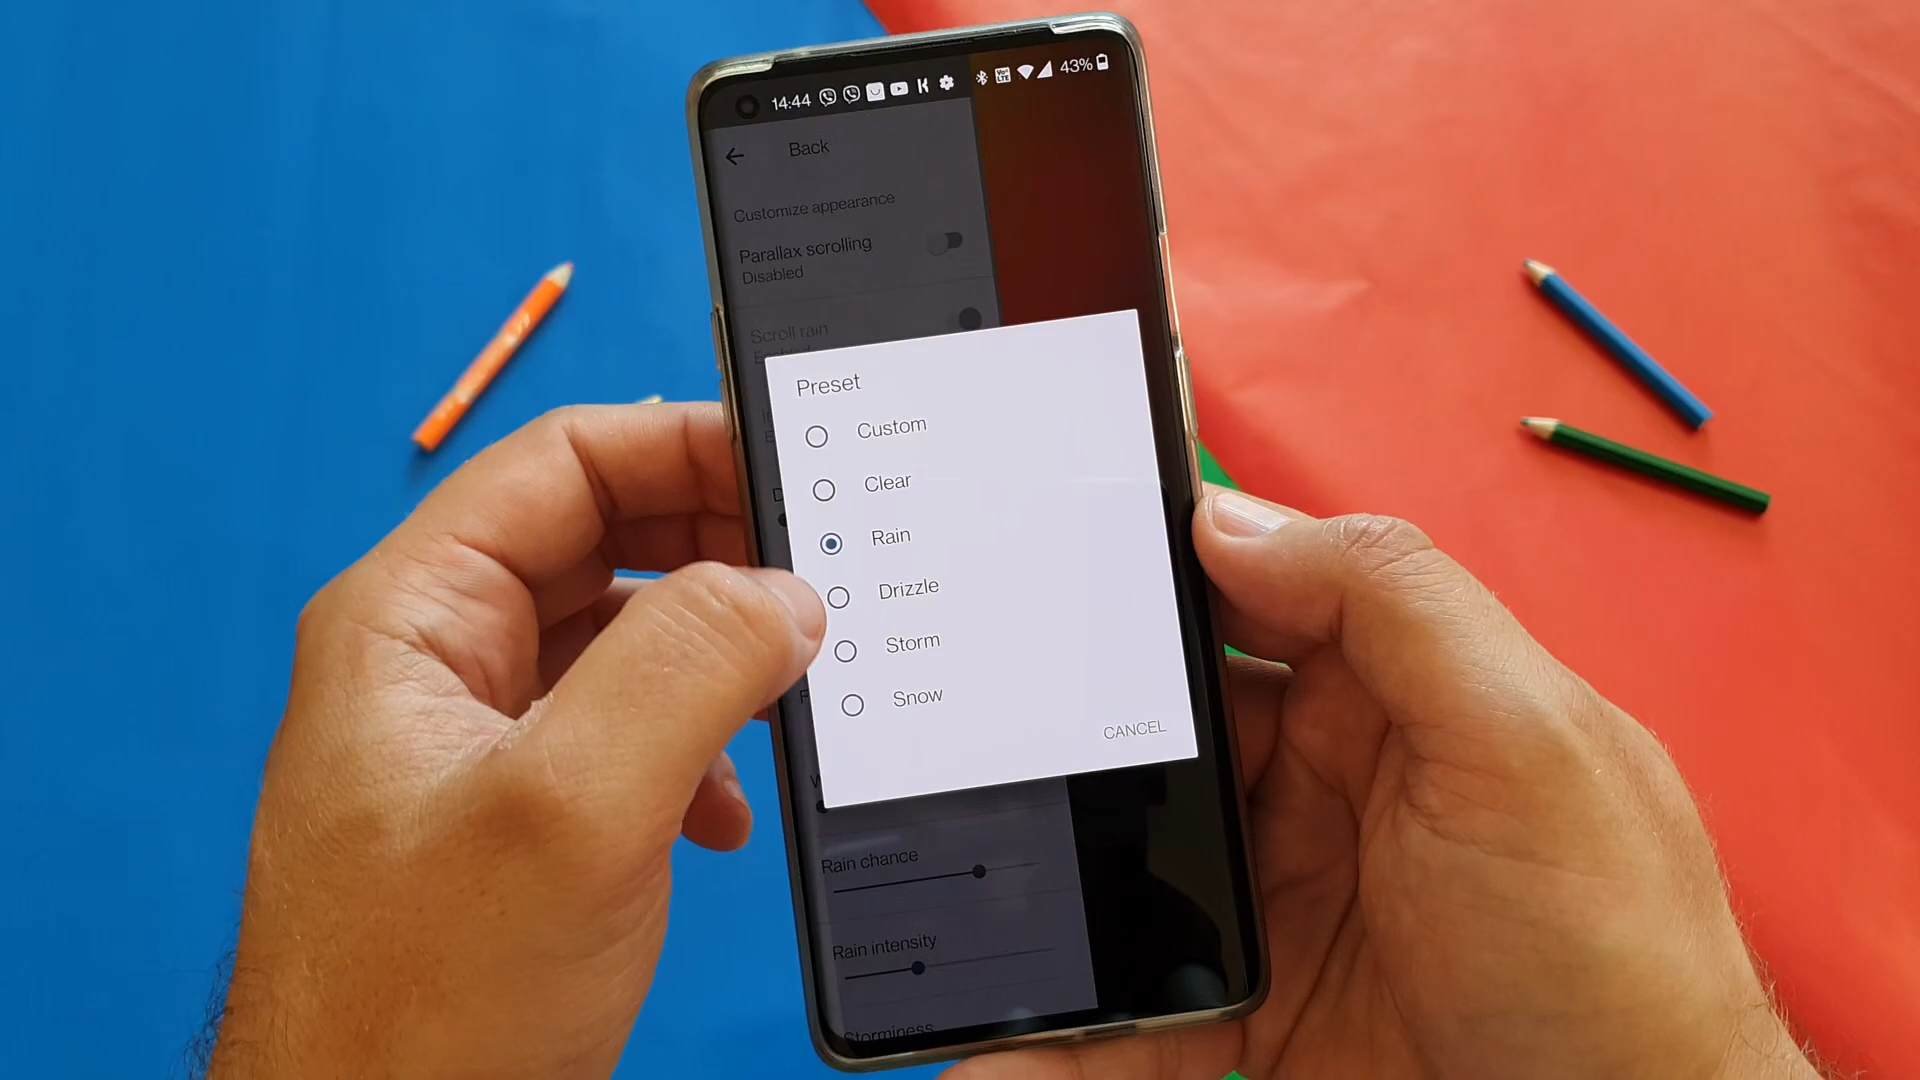 14:44 43%
Back
Customize appearance
Parallax scrolling
Disabled
Scroll rain
Preset
Custom
Clear
Rain
Drizzle
Storm
Snow
CANCEL
Rain chance
Rain intensity
Storminess